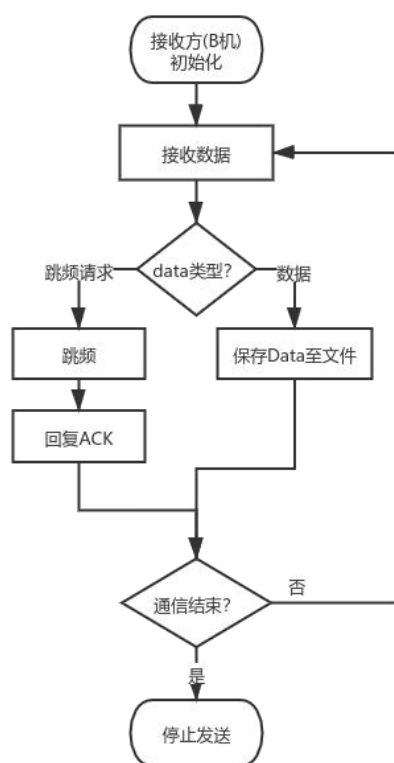 接收方(B机)
初始化
接收数据
data类型?
跳频请求
数据
跳频
保存Data至文件
回复ACK
通信结束?
否
是
停止发送